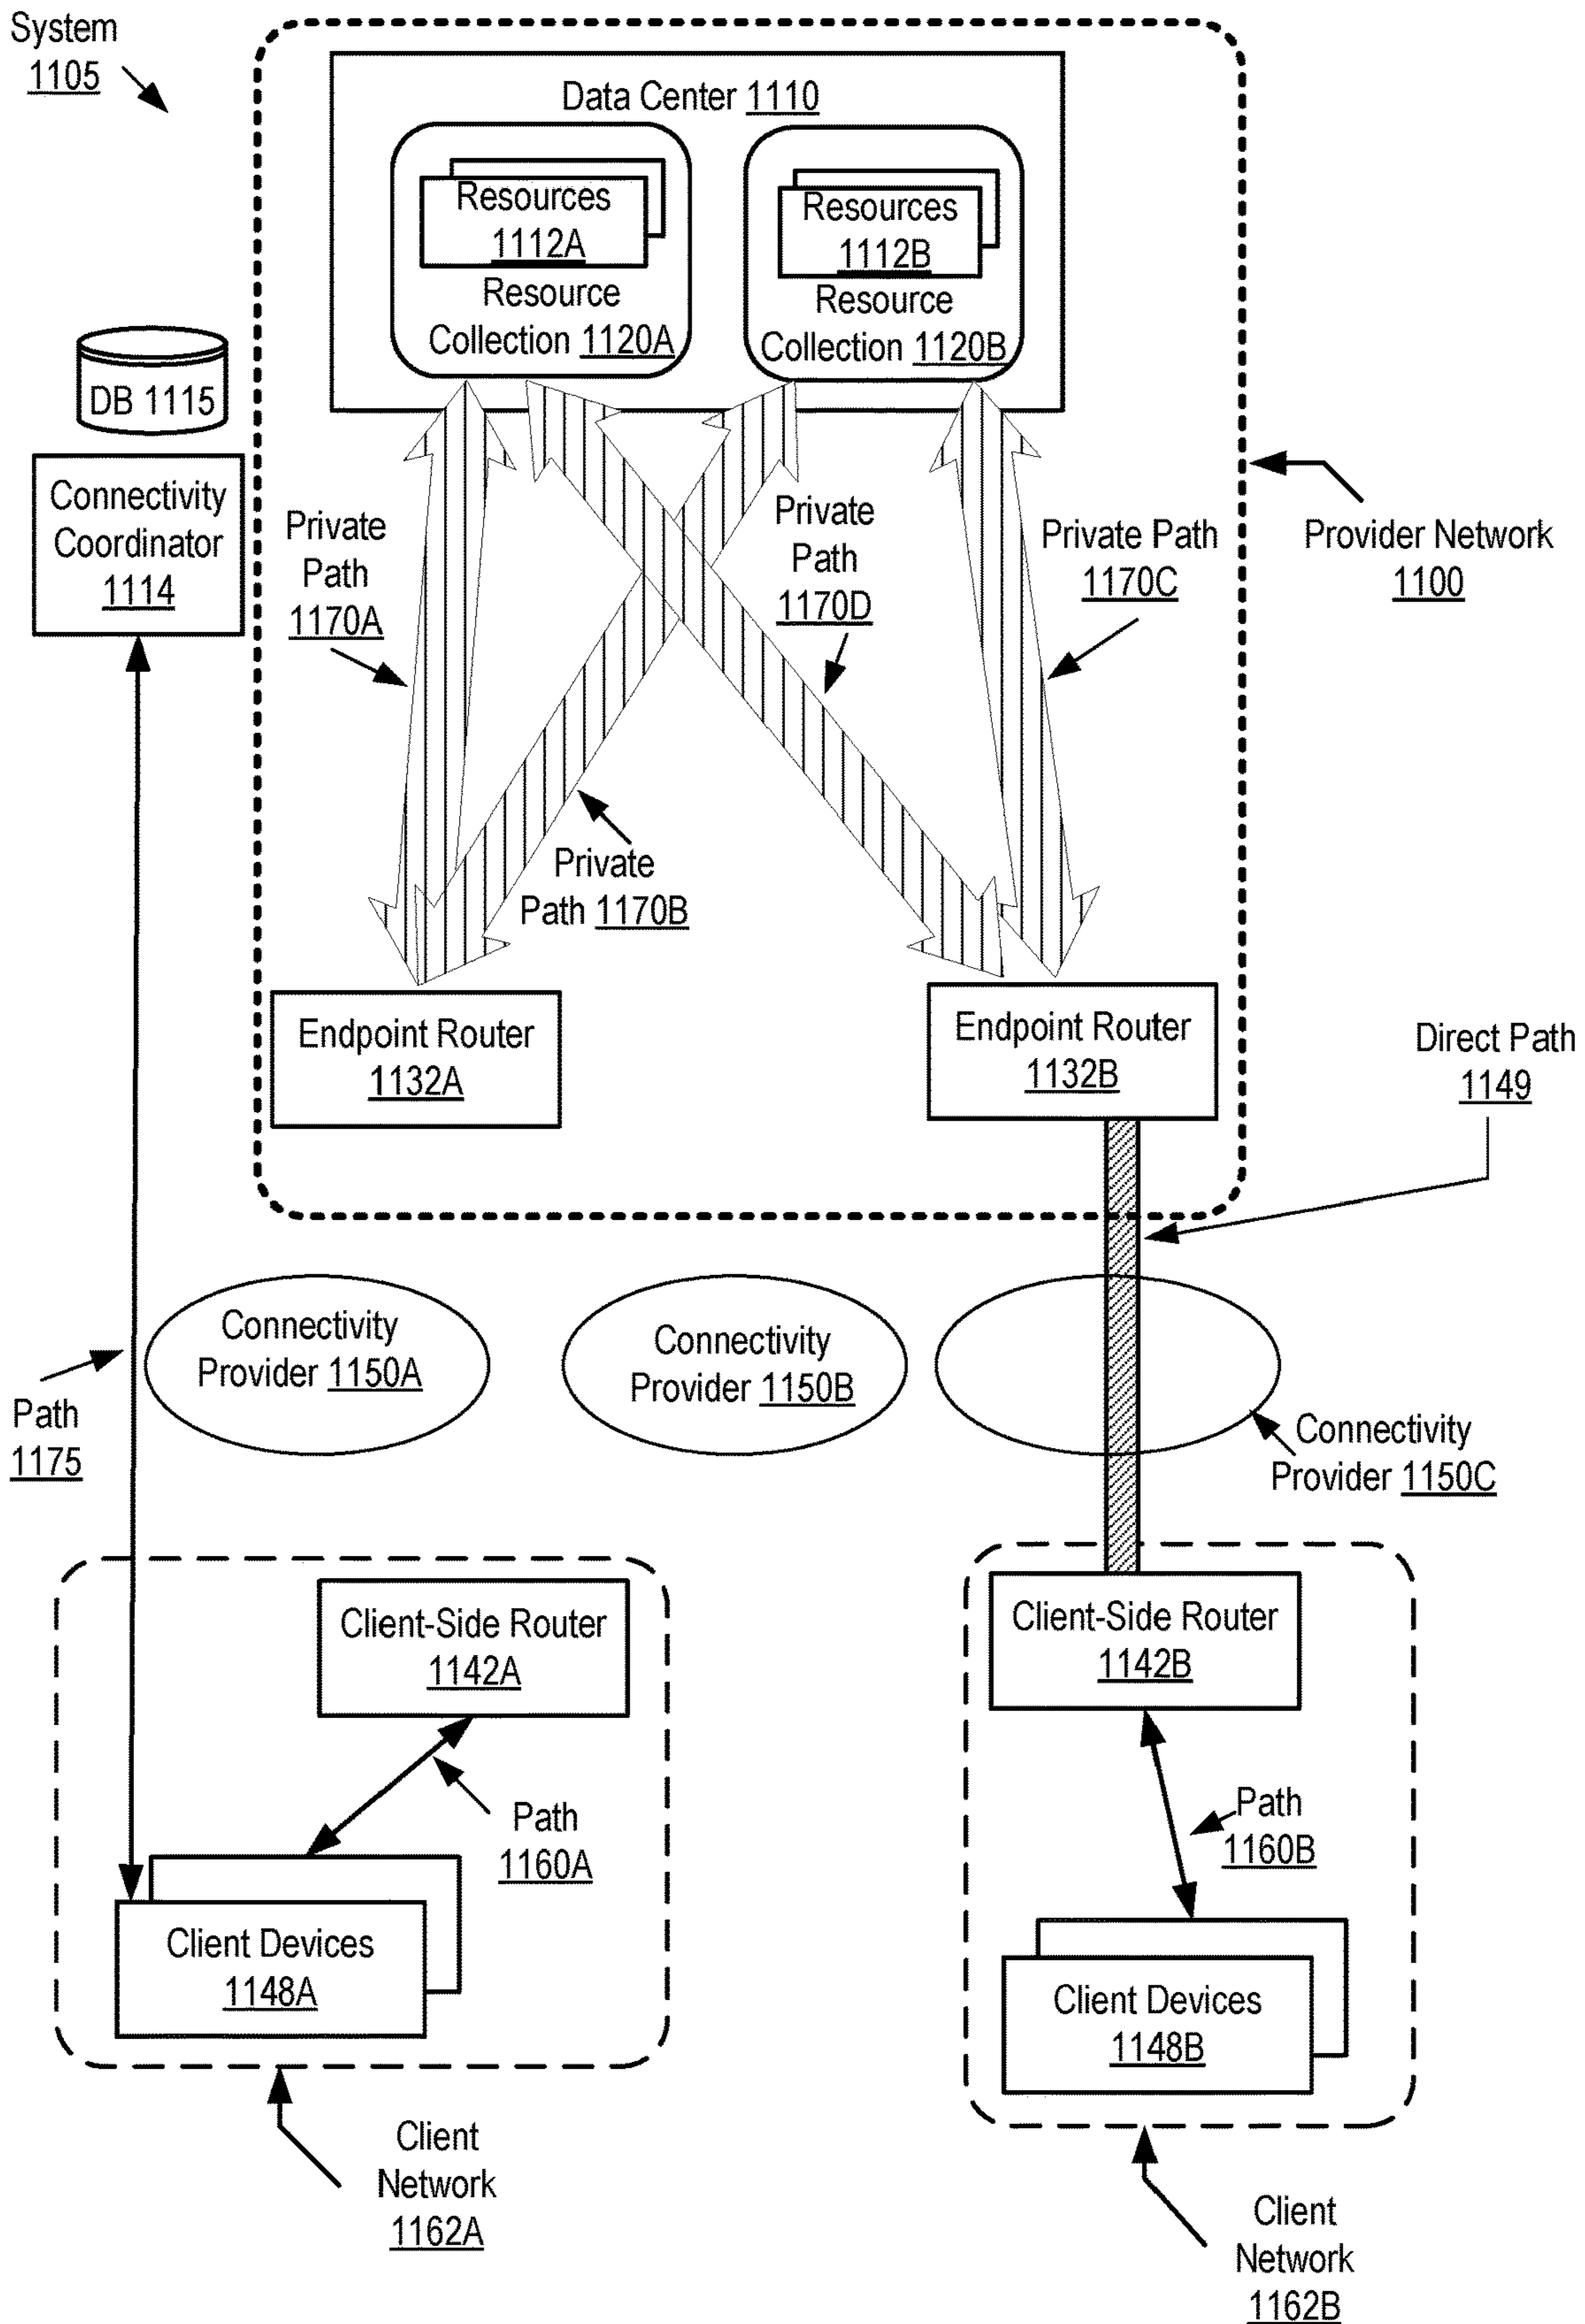 System
1105
Data Center 1110
Resources
1112A
Resource
Collection 1120A
Resources
1112B
Resource
Collection 1120B
DB 1115
Connectivity
Coordinator
1114
Private
Path
1170A
Private
Path
1170D
Private Path
1170C
Provider Network
1100
Private
Path 1170B
Endpoint Router
1132A
Endpoint Router
1132B
Direct Path
1149
Connectivity
Provider 1150A
Connectivity
Provider 1150B
Connectivity
Provider 1150C
Path
1175
Client-Side Router
1142A
Client-Side Router
1142B
Path
1160A
Path
1160B
Client Devices
1148A
Client Devices
1148B
Client
Network
1162A
Client
Network
1162B